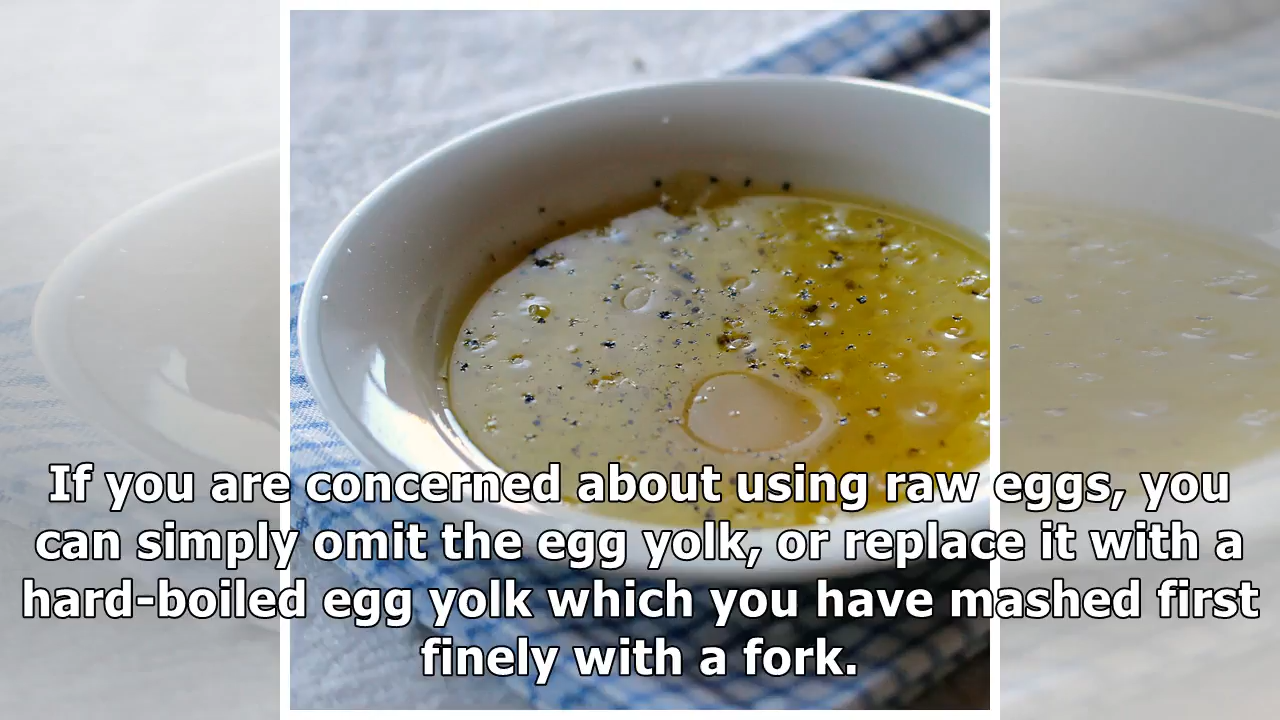 If you are concerned about using raw eggs, you
can simply omit the egg yolk, or replace it with a
hard-boiled egg yolk which you have mashed first
finely with a fork.